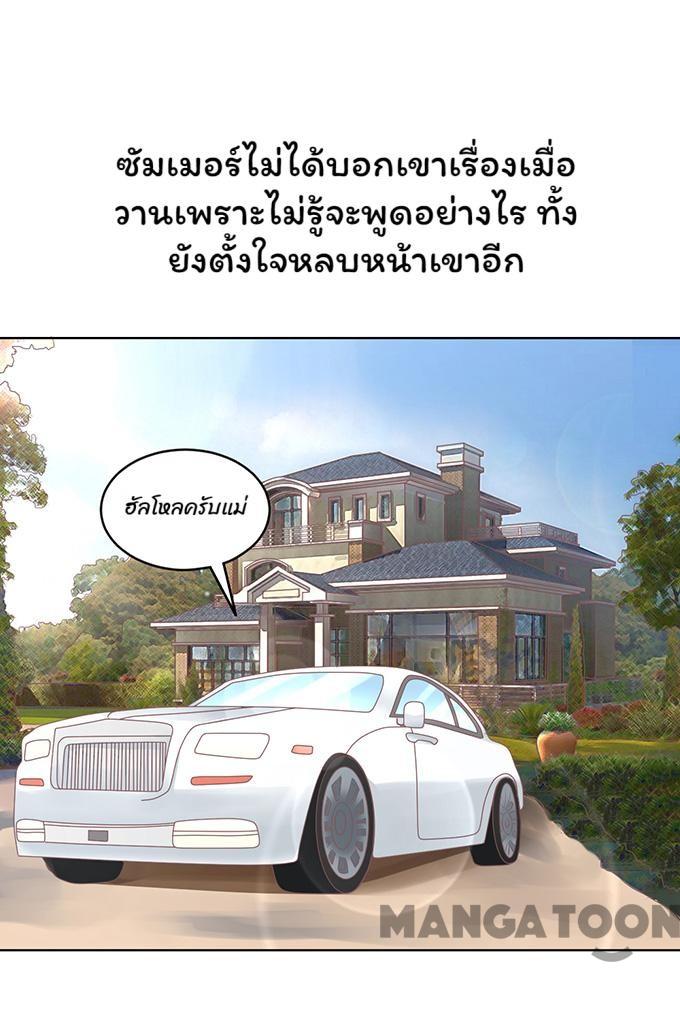 ซัมเมอร์ไม่ได้บอกเขาเรื่องเมื่อ
วานเพราะไม่รู้จะพูดอย่างไร ทั้ง
ยังตั้งใจหลบหน้าเขาอีก
ฮัลโหลครับแม่
MANGA TOON